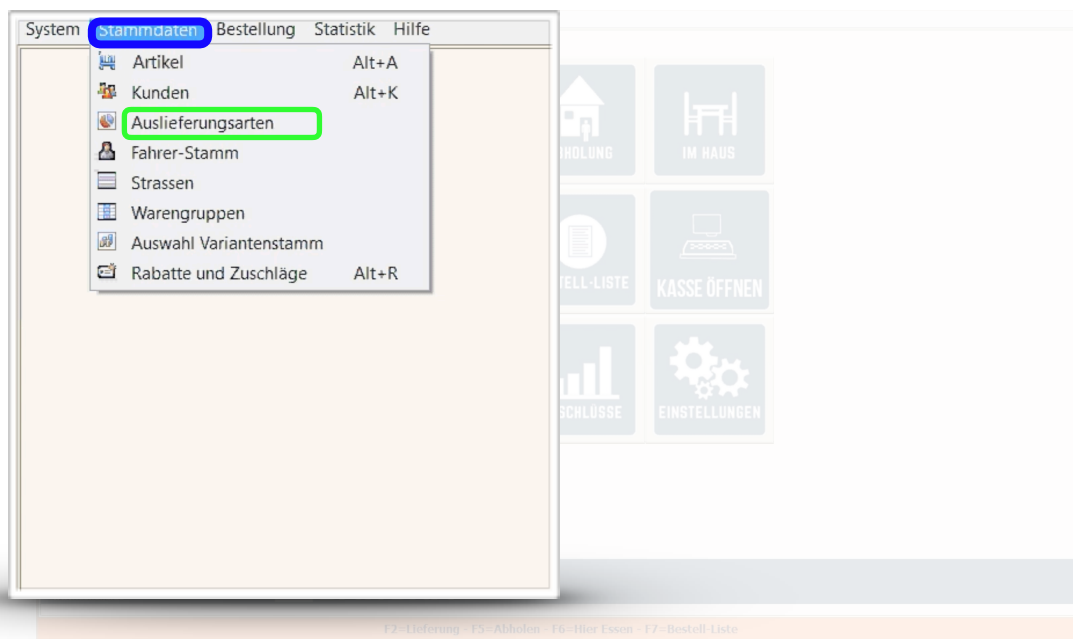 System Stammdaten Bestellung Statistik Hilfe
Artikel Alt+A
Kunden Alt+K
Auslieferungsarten
Fahrer-Stamm
Strassen
Warengruppen
Auswahl Variantenstamm
Rabatte und Zuschläge Alt+R
IM HAUS
KASSE ÖFFNEN
EINSTELLUNGEN
F2=Lieferung - F5=Abholen - F6=Hier Essen - F7=Bestell-Liste